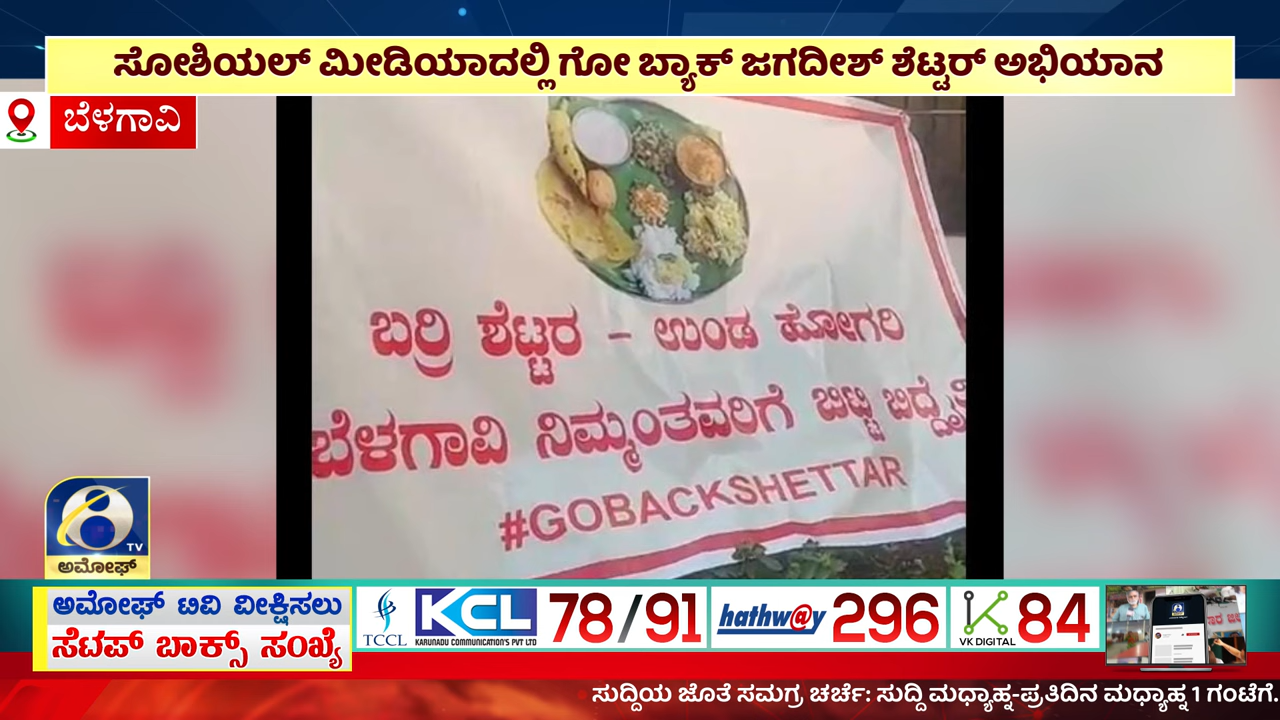 ಸೋಶಿಯಲ್ ಮೀಡಿಯಾದಲ್ಲಿ ಗೋ ಬ್ಯಾಕ್ ಜಗದೀಶ್ ಶೆಟ್ಟರ್ ಅಭಿಯಾನ
ಬೆಳಗಾವಿ
ಬರ್ರಿ ಶೆಟ್ಟರ – ಉಂಡ ಹೋಗರಿ
ಬೆಳಗಾವಿ ನಿಮ್ಮಂತವರಿಗೆ ಬಿಟ್ಟಿ
#GOBACKSHETTAR
TV
ಅಮೋಘ್
ಅಮೋಘ್ ಟಿವಿ ವೀಕ್ಷಿಸಲು
ಸೆಟಪ್ ಬಾಕ್ಸ್ ಸಂಖ್ಯೆ
TCCL
KCL
KARUNADU COMMUNICATION'S PVT LTD
78/91
hathw@y
296
VK DIGITAL
84
ಸುದ್ದಿಯ ಜೊತೆ ಸಮಗ್ರ ಚರ್ಚೆ: ಸುದ್ದಿ ಮಧ್ಯಾಹ್ನ-ಪ್ರತಿದಿನ ಮಧ್ಯಾಹ್ನ 1 ಗಂಟೆಗೆ.